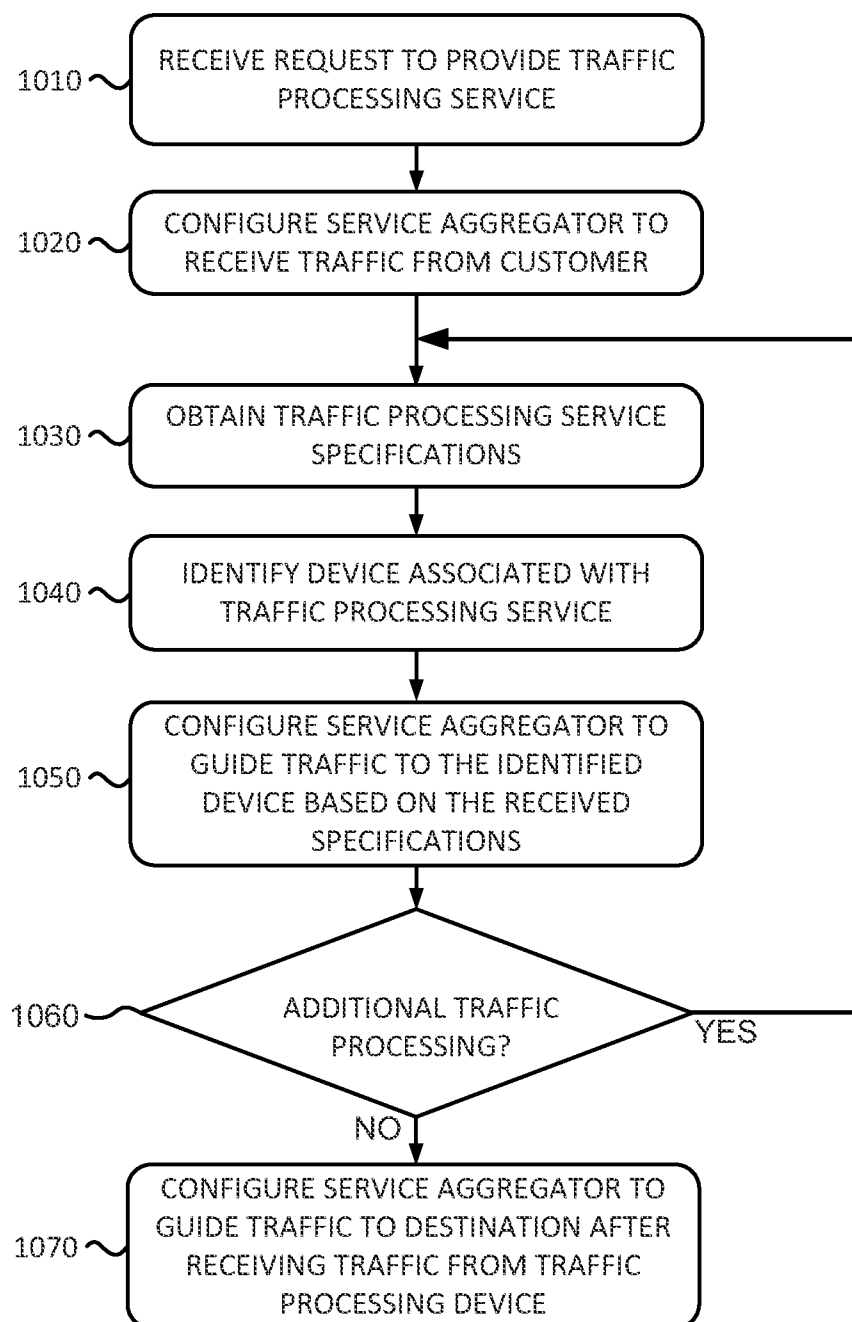 RECEIVE REQUEST TO PROVIDE TRAFFIC
PROCESSING SERVICE
1010
CONFIGURE SERVICE AGGREGATOR TO
RECEIVE TRAFFIC FROM CUSTOMER
1020
OBTAIN TRAFFIC PROCESSING SERVICE
SPECIFICATIONS
1030
IDENTIFY DEVICE ASSOCIATED WITH
TRAFFIC PROCESSING SERVICE
1040
CONFIGURE SERVICE AGGREGATOR TO
GUIDE TRAFFIC TO THE IDENTIFIED
DEVICE BASED ON THE RECEIVED
SPECIFICATIONS
1050
ADDITIONAL TRAFFIC
PROCESSING?
1060
YES
NO
CONFIGURE SERVICE AGGREGATOR TO
GUIDE TRAFFIC TO DESTINATION AFTER
RECEIVING TRAFFIC FROM TRAFFIC
PROCESSING DEVICE
1070